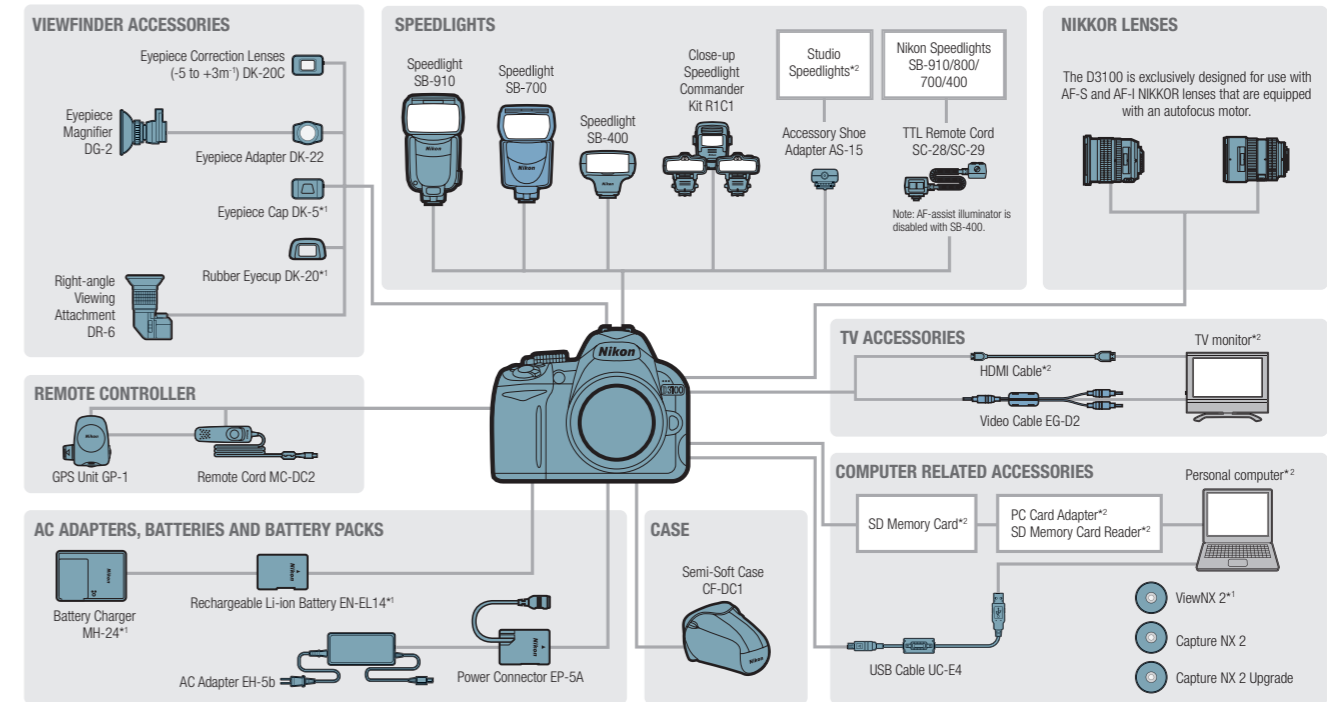 VIEWFINDER ACCESSORIES
Eyepiece Correction Lenses
(-5 to +3m⁻¹) DK-20C
Eyepiece
Magnifier
DG-2
Eyepiece Adapter DK-22
Eyepiece Cap DK-5*1
Rubber Eyecup DK-20*1
Right-angle
Viewing
Attachment
DR-6
SPEEDLIGHTS
Speedlight
SB-910
Speedlight
SB-700
Speedlight
SB-400
Close-up
Speedlight
Commander
Kit R1C1
Studio
Speedlights*2
Accessory Shoe
Adapter AS-15
Nikon Speedlights
SB-910/800/
700/400
TTL Remote Cord
SC-28/SC-29
Note: AF-assist illuminator is
disabled with SB-400.
Nikon
Nikon
Nikon
NIKKOR LENSES
The D3100 is exclusively designed for use with
AF-S and AF-I NIKKOR lenses that are equipped
with an autofocus motor.
Nikon
D3100
REMOTE CONTROLLER
Nikon
GPS Unit GP-1
Remote Cord MC-DC2
TV ACCESSORIES
HDMI Cable*2
Video Cable EG-D2
TV monitor*2
AC ADAPTERS, BATTERIES AND BATTERY PACKS
Nikon
Battery Charger
MH-24*1
Nikon
Rechargeable Li-ion Battery EN-EL14*1
AC Adapter EH-5b
Nikon
Power Connector EP-5A
CASE
Semi-Soft Case
CF-DC1
Nikon
COMPUTER RELATED ACCESSORIES
Personal computer*2
SD Memory Card*2
PC Card Adapter*2
SD Memory Card Reader*2
USB Cable UC-E4
ViewNX 2*1
Capture NX 2
Capture NX 2 Upgrade